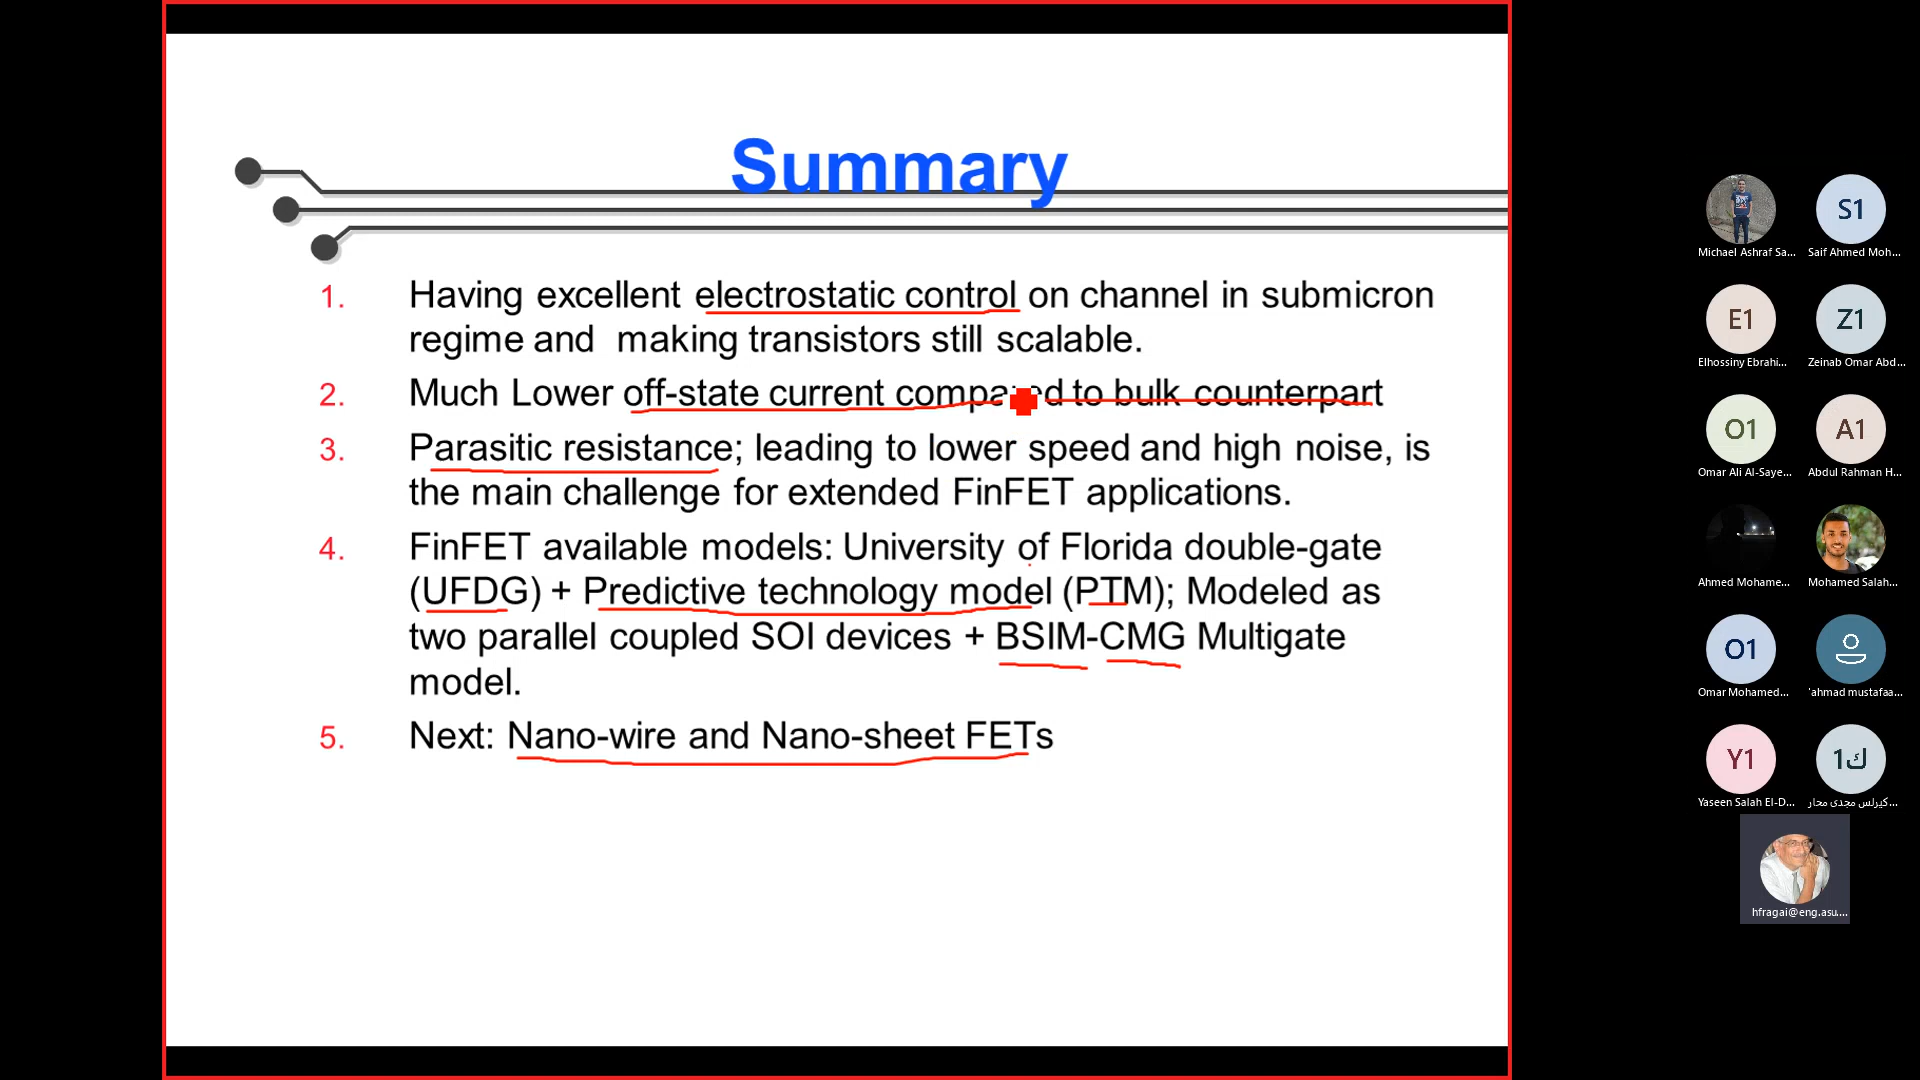 Summary
1. Having excellent electrostatic control on channel in submicron
regime and making transistors still scalable.
2. Much Lower off-state current compared to bulk counterpart
3. Parasitic resistance; leading to lower speed and high noise, is
the main challenge for extended FinFET applications.
4. FinFET available models: University of Florida double-gate
(UFDG) + Predictive technology model (PTM); Modeled as
two parallel coupled SOI devices + BSIM-CMG Multigate
model.
5. Next: Nano-wire and Nano-sheet FETs
S1
Michael Ashraf Sa... Saif Ahmed Moh...
E1 Z1
Elhossiny Ebrahi... Zeinab Omar Abd...
O1 A1
Omar Ali Al-Saye... Abdul Rahman H...
Ahmed Mohame... Mohamed Salah...
O1
Omar Mohamed... 'ahmad mustafaa...
Y1 ك1
Yaseen Salah El-D... كيرلس مجدى محار...
hfragai@eng.asu....